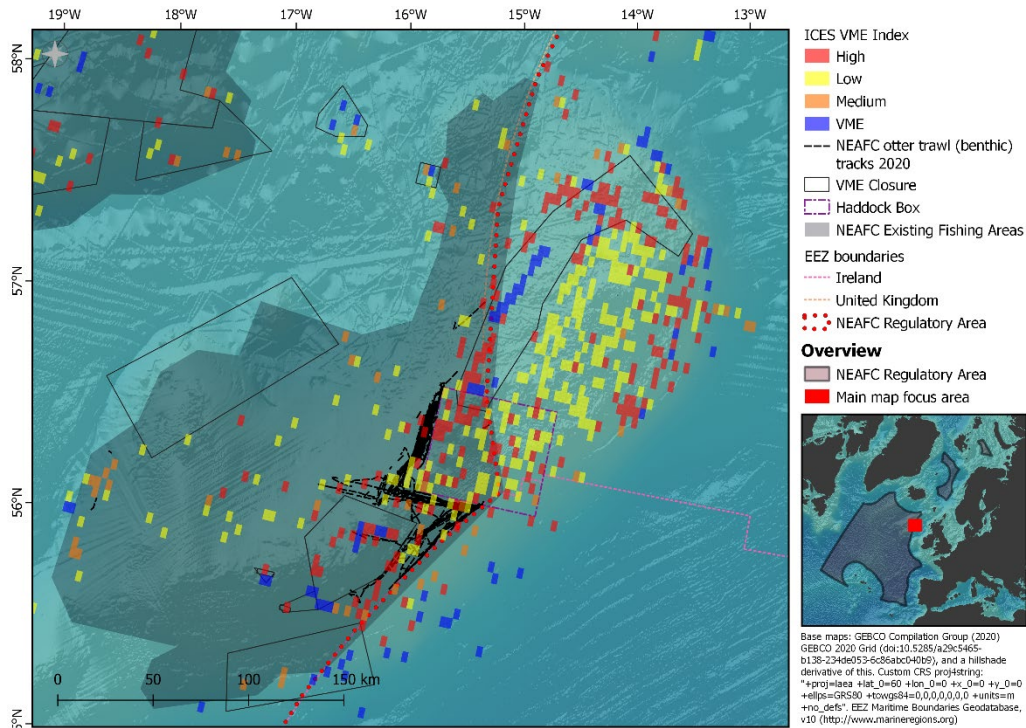 19°W
18°W
17°W
16°W
15°W
14°W
13°W
58°N
57°N
56°N
5°N
0
50
100
150 km
ICES VME Index
High
Low
Medium
VME
NEAFC otter trawl (benthic)
tracks 2020
VME Closure
Haddock Box
NEAFC Existing Fishing Areas
EEZ boundaries
Ireland
United Kingdom
NEAFC Regulatory Area
Overview
NEAFC Regulatory Area
Main map focus area
Base maps: GEBCO Compilation Group (2020)
GEBCO 2020 Grid (doi:10.5285/a29c5465-
b138-234de053-6c86abc040b9), and a hillshade
derivative of this. Custom CRS proj4string:
"+proj=laea +lat_0=60 +lon_0=0 +x_0=0 +y_0=0
+ellps=GRS80 +towgs84=0,0,0,0,0,0,0 +units=m
+no_defs". EEZ Maritime Boundaries Geodatabase,
v10 (http://www.marineregions.org)